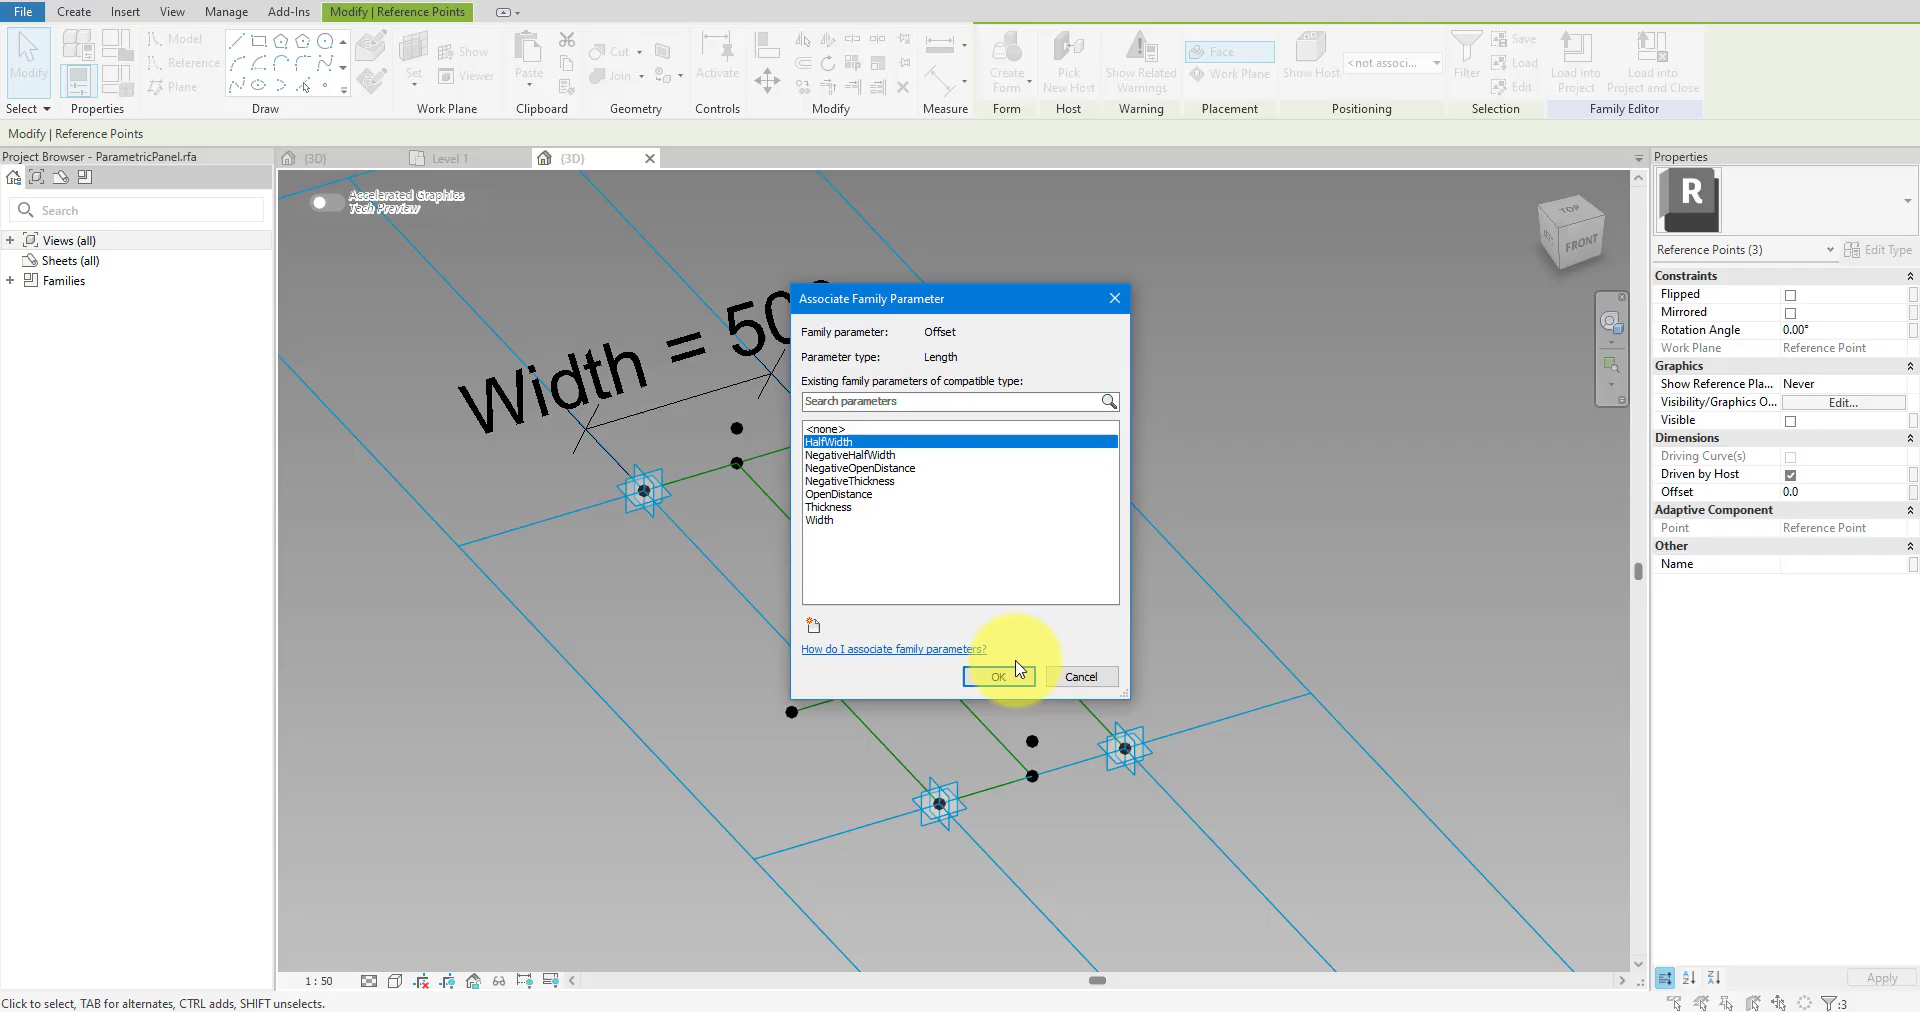 File Create Insert View Manage Add-Ins Modify | Reference Points
Modify
Model
Reference
Plane
Set
Show
Viewer
Paste
Cut
Join
Activate
Create Form
Pick New Host
Show Related Warnings
Face
Work Plane
Show Host
<not associ...
Filter
Save
Load
Edit
Load into Project
Load into Project and Close
Select Properties Draw Work Plane Clipboard Geometry Controls Modify Measure Form Host Warning Placement Positioning Selection Family Editor
Modify | Reference Points
Project Browser - ParametricPanel.rfa
{3D}
Level 1
{3D}
Properties
Search
Views (all)
Sheets (all)
Families
Accelerated Graphics
Tech Preview
TOP
FRONT
Width = 50
Associate Family Parameter
Family parameter: Offset
Parameter type: Length
Existing family parameters of compatible type:
Search parameters
<none>
HalfWidth
NegativeHalfWidth
NegativeOpenDistance
NegativeThickness
OpenDistance
Thickness
Width
How do I associate family parameters?
OK Cancel
R
Reference Points (3) Edit Type
Constraints
Flipped
Mirrored
Rotation Angle 0.00°
Work Plane Reference Point
Graphics
Show Reference Pla... Never
Visibility/Graphics O... Edit...
Visible
Dimensions
Driving Curve(s)
Driven by Host
Offset 0.0
Adaptive Component
Point Reference Point
Other
Name
1 : 50
Apply
Click to select, TAB for alternates, CTRL adds, SHIFT unselects.
:3